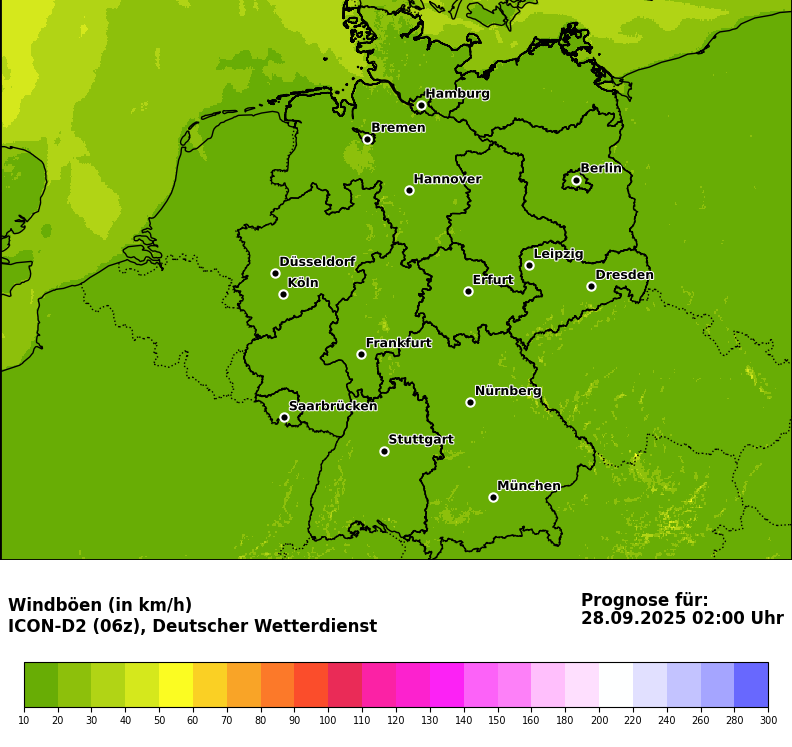 Hamburg
Bremen
Berlin
Hannover
Leipzig
Düsseldorf
Dresden
Köln
Erfurt
Frankfurt
Nürnberg
Saarbrücken
Stuttgart
München
Windböen (in km/h)
ICON-D2 (06z), Deutscher Wetterdienst
Prognose für:
28.09.2025 02:00 Uhr
10 20 30 40 50 60 70 80 90 100 110 120 130 140 150 160 180 200 220 240 260 280 300